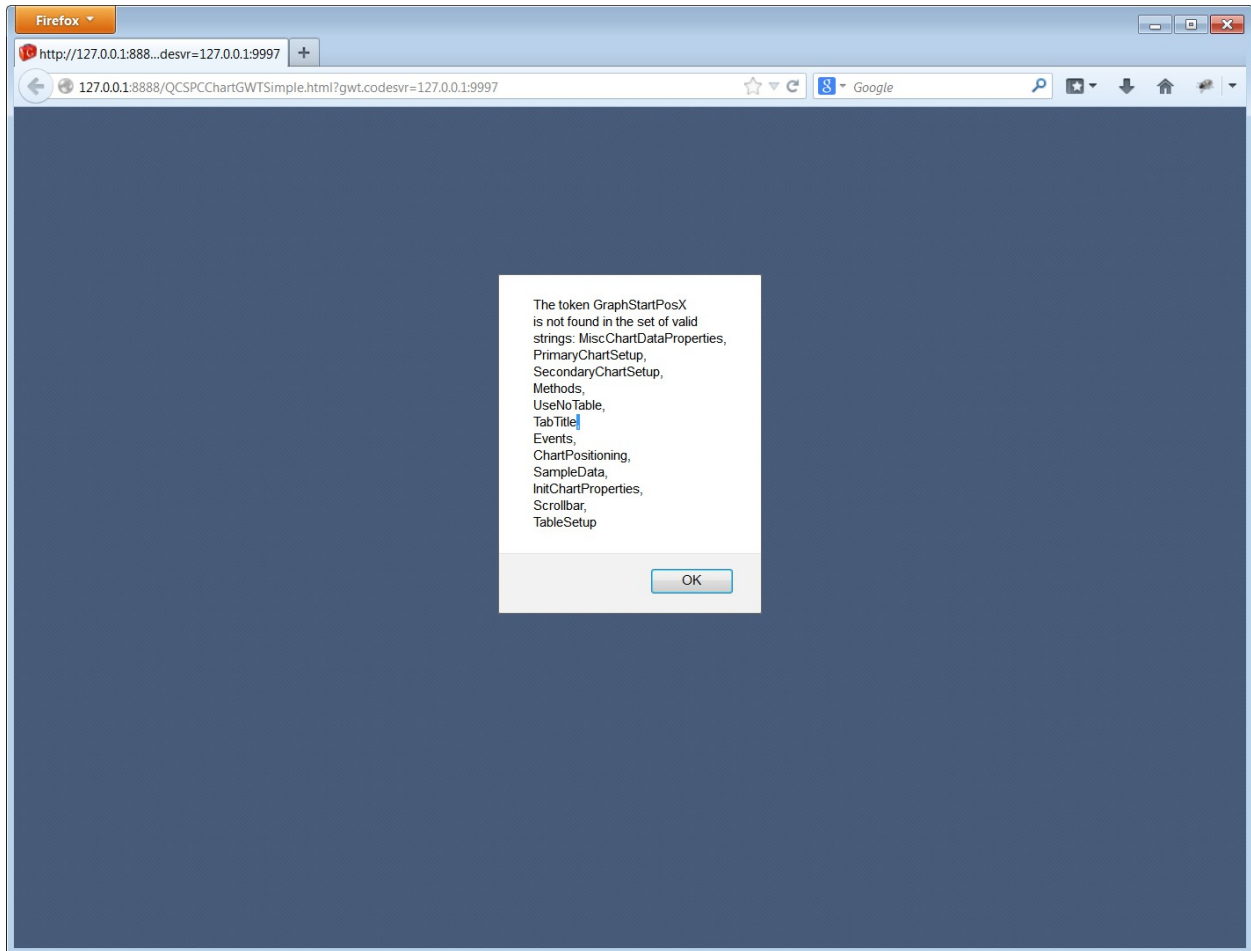 Firefox
http://127.0.0.1:888...desvr=127.0.0.1:9997
127.0.0.1:8888/QCSPCChartGWTSimple.html?gwt.codesvr=127.0.0.1:9997
Google
The token GraphStartPosX
is not found in the set of valid
strings: MiscChartDataProperties,
PrimaryChartSetup,
SecondaryChartSetup,
Methods,
UseNoTable,
TabTitle,
Events,
ChartPositioning,
SampleData,
InitChartProperties,
Scrollbar,
TableSetup
OK